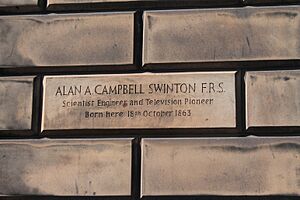 ALAN A. CAMPBELL SWINTON F.R.S.
Scientist Engineer and Television Pioneer
Born here 18th October 1863